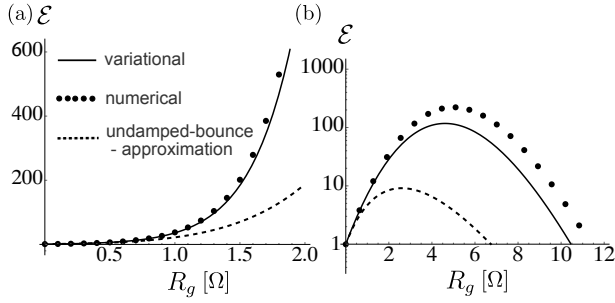 (a) ℰ
600
400
200
variational
numerical
undamped-bounce
- approximation
0.5 1.0 1.5 2.0
R_g [Ω]
(b) ℰ
1000
100
10
1
0 2 4 6 8 10 12
R_g [Ω]